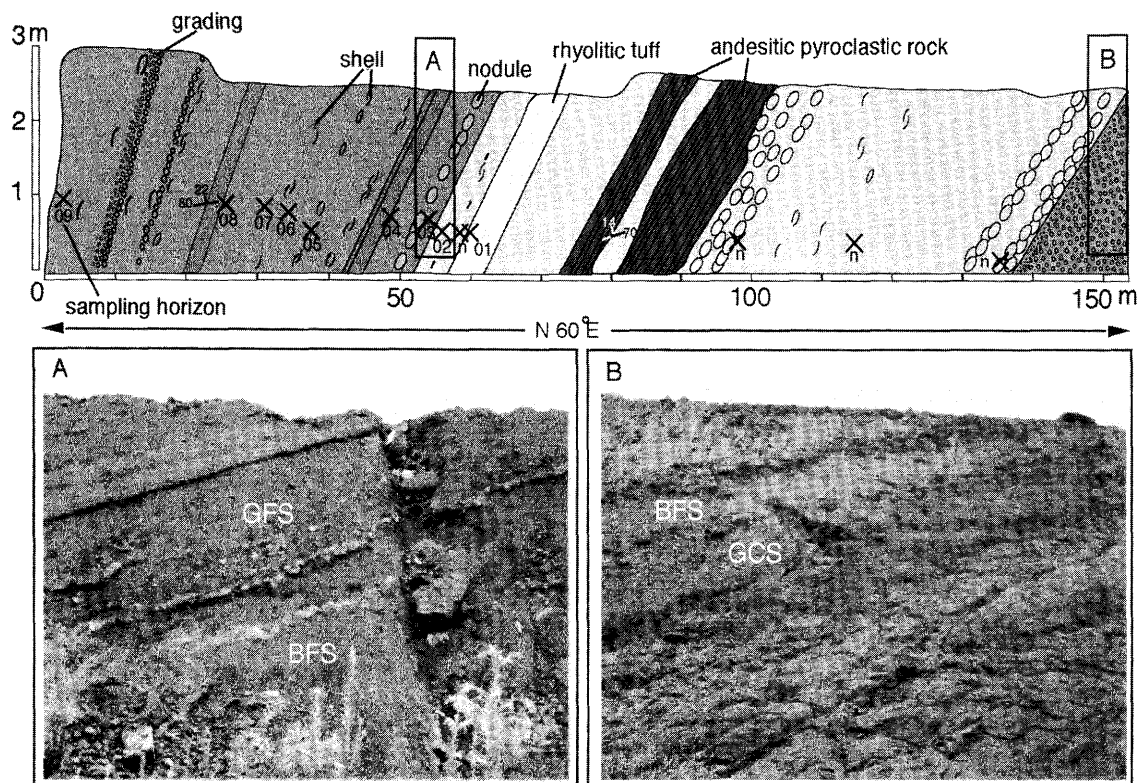 grading
3 m
shell
A
nodule
rhyolitic tuff
andesitic pyroclastic rock
B
2
1
0
22
60
14
70
09
08
07
06
05
04
03
02
n
01
n
n
n
0
50
100
150 m
sampling horizon
N 60°E
A
GFS
BFS
B
BFS
GCS